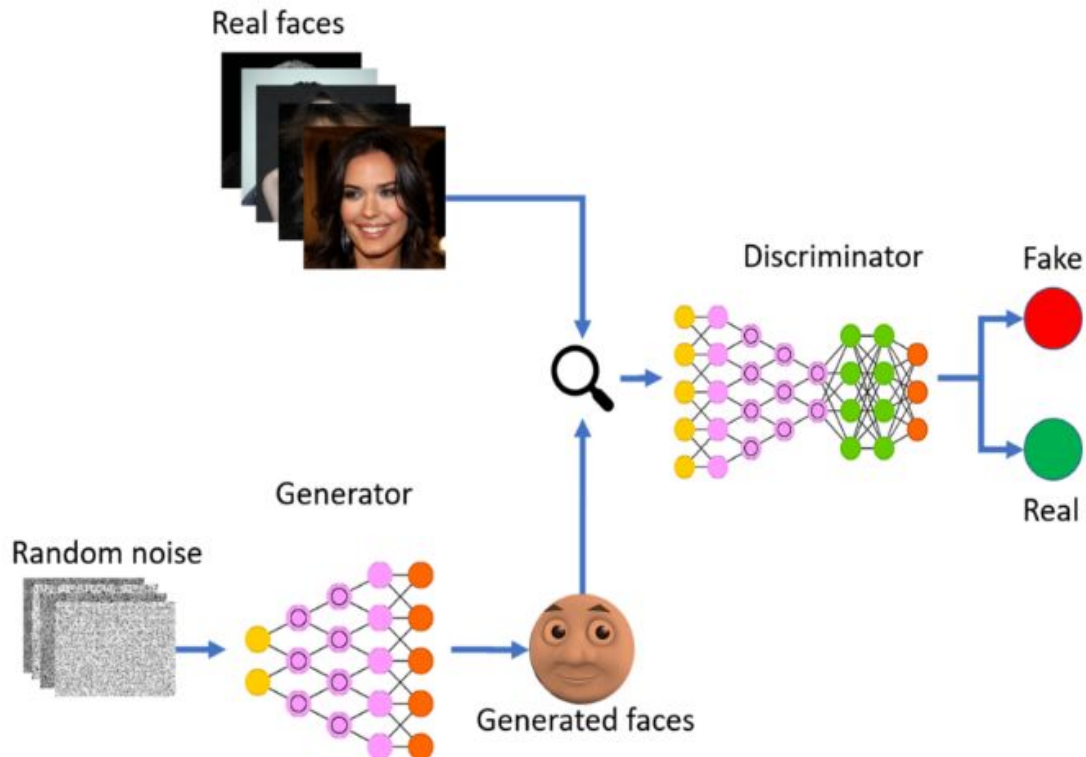 Real faces
Discriminator
Fake
Generator
Real
Random noise
Generated faces